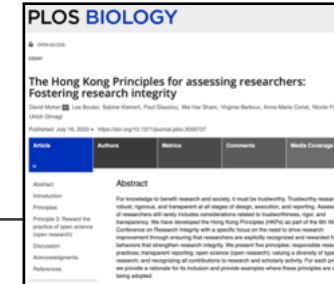 PLOS BIOLOGY
OPEN ACCESS
ESSAY
The Hong Kong Principles for assessing researchers:
Fostering research integrity
David Moher, Lex Bouter, Sabine Kleinert, Paul Glasziou, Mai Har Sham, Virginia Barbour, Anne-Marie Coriat, Nicole
Ulrich Dirnagl
Published: July 16, 2020 • https://doi.org/10.1371/journal.pbio.3000737
Article Authors Metrics Comments Media Coverage
Abstract
Introduction
Principles
Principle 3: Reward the
practice of open science
(open research)
Discussion
Acknowledgments
References
Abstract
For knowledge to benefit research and society, it must be trustworthy. Trustworthy
robust, rigorous, and transparent at all stages of design, execution, and reporting.
of researchers still rarely includes considerations related to trustworthiness, rigor, and
transparency. We have developed the Hong Kong Principles (HKPs) as part of the 6th
Conference on Research Integrity with a specific focus on the need to drive research
improvement through ensuring that researchers are explicitly recognized and rewarded
behaviors that strengthen research integrity. We present five principles: responsible
practices; transparent reporting; open science (open research); valuing a diversity of
research; and recognizing all contributions to research and scholarly activity. For each
we provide a rationale for its inclusion and provide examples where these principles are
being adopted.